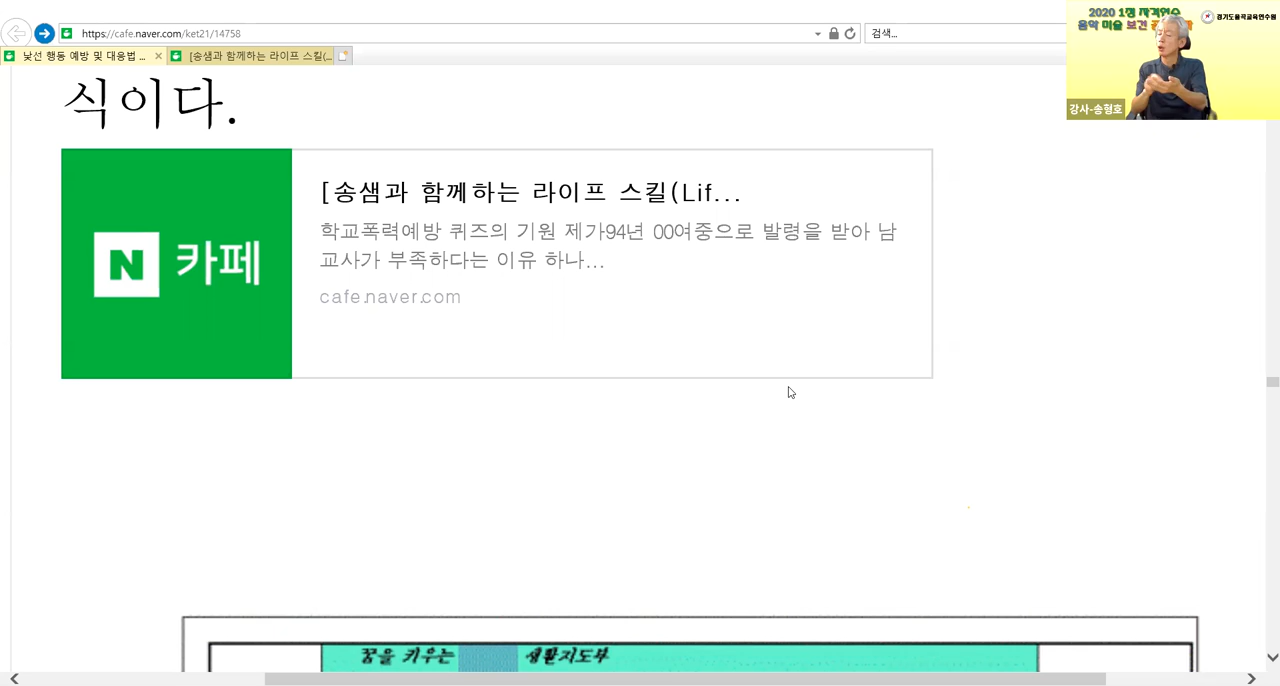 https://cafe.naver.com/ket21/14758
검색...
낯선 행동 예방 및 대응법 ...
[송샘과 함께하는 라이프 스킬(...
2020 1정 자격연수
음악 미술 보건
경기도율곡교육연수원
강사-송형호
식이다.
N 카페
[송샘과 함께하는 라이프 스킬(Lif...
학교폭력예방 퀴즈의 기원 제가94년 00여중으로 발령을 받아 남
교사가 부족하다는 이유 하나...
cafe.naver.com
꿈을 키우는 생활지도부